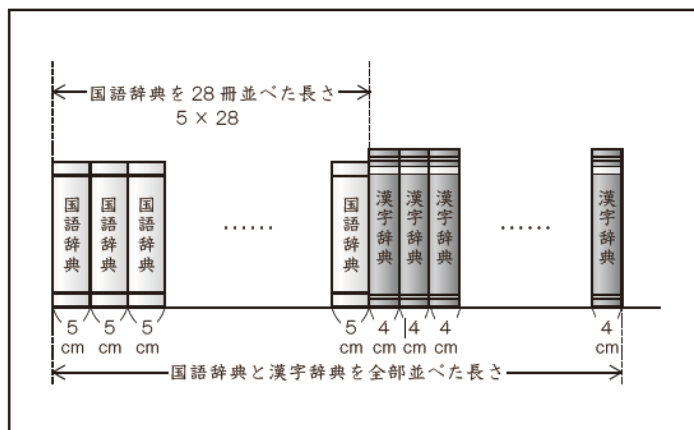 国語辞典を28冊並べた長さ
5 × 28
国語辞典
国語辞典
国語辞典
……
国語辞典
漢字辞典
漢字辞典
漢字辞典
……
漢字辞典
5 cm
5 cm
5 cm
5 cm
4 cm
4 cm
4 cm
4 cm
国語辞典と漢字辞典を全部並べた長さ